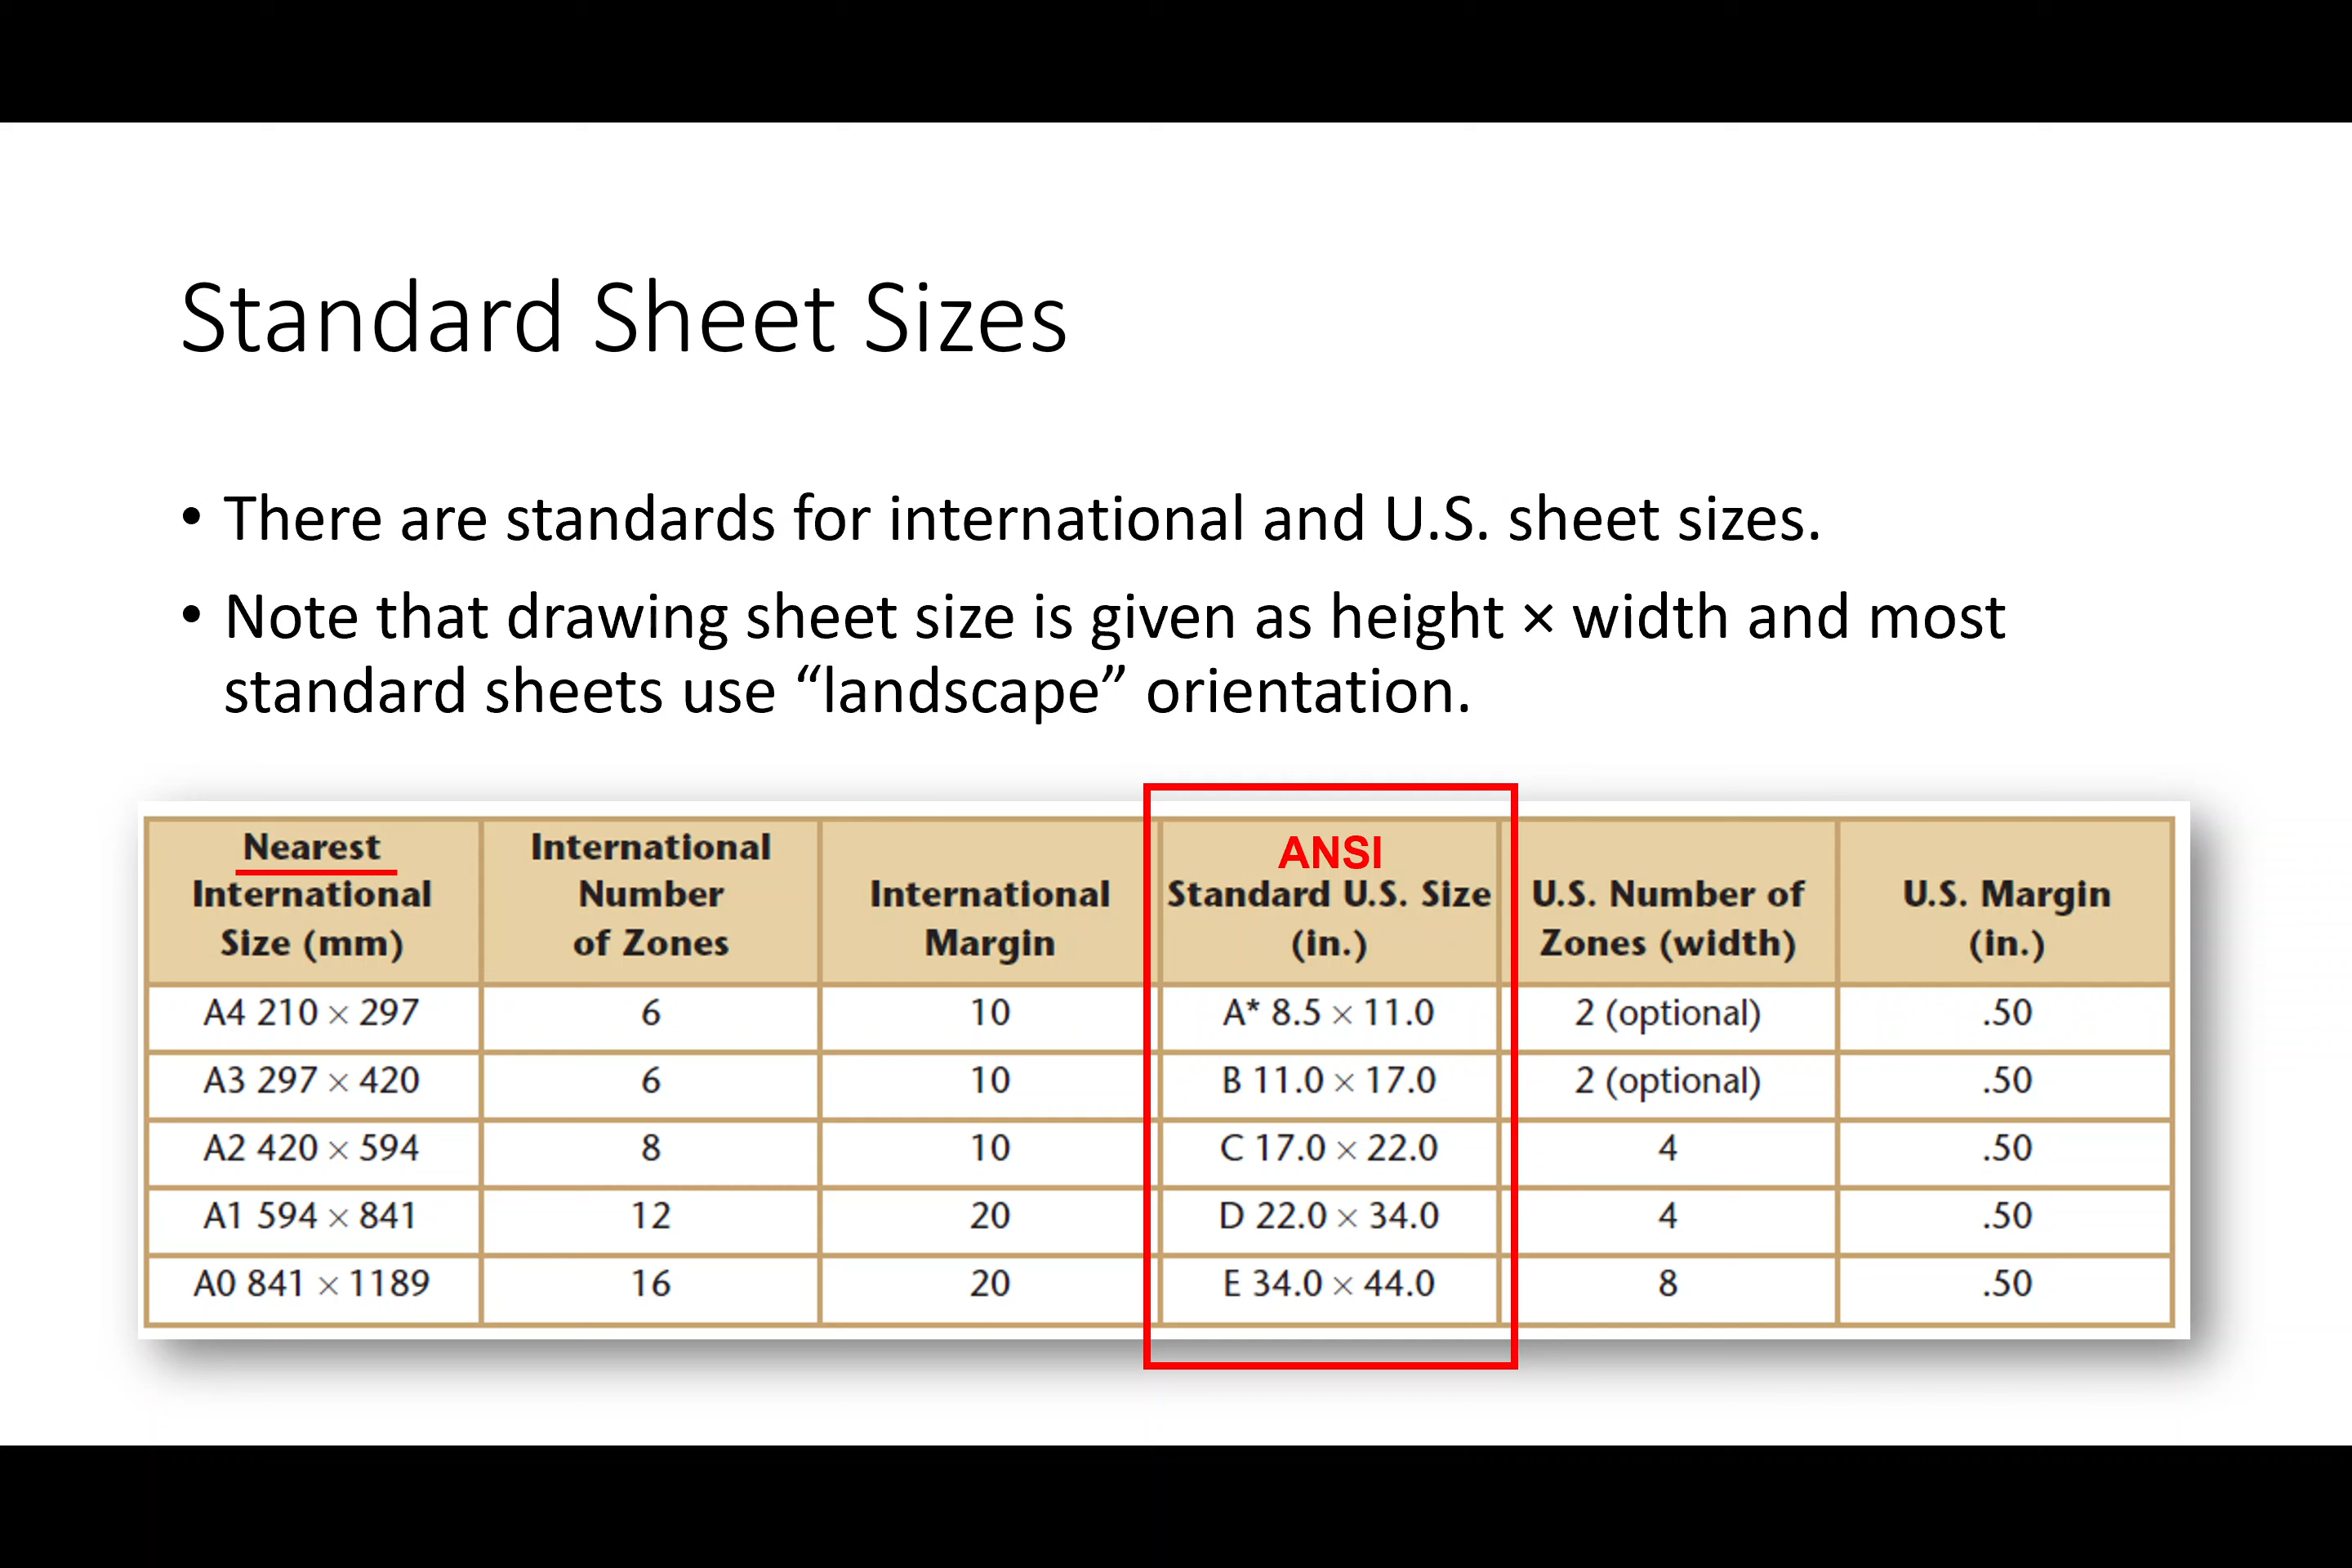 Standard Sheet Sizes
• There are standards for international and U.S. sheet sizes.
• Note that drawing sheet size is given as height × width and most
standard sheets use “landscape” orientation.
Nearest International Size (mm) International Number of Zones International Margin ANSI Standard U.S. Size (in.) U.S. Number of Zones (width) U.S. Margin (in.)
A4 210 × 297 6 10 A* 8.5 × 11.0 2 (optional) .50
A3 297 × 420 6 10 B 11.0 × 17.0 2 (optional) .50
A2 420 × 594 8 10 C 17.0 × 22.0 4 .50
A1 594 × 841 12 20 D 22.0 × 34.0 4 .50
A0 841 × 1189 16 20 E 34.0 × 44.0 8 .50